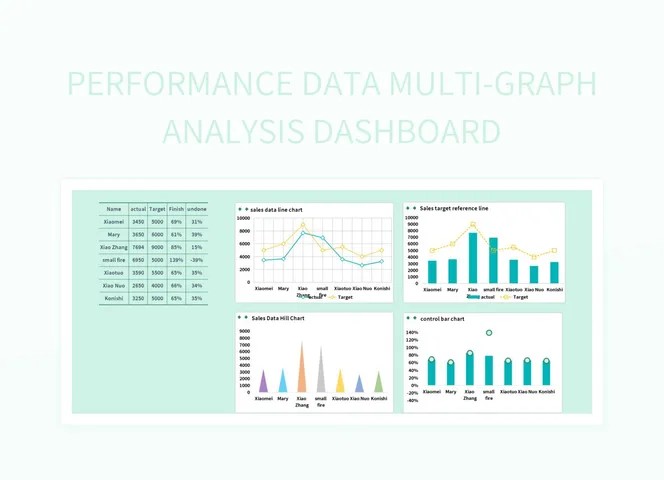 PERFORMANCE DATA MULTI-GRAPH
ANALYSIS DASHBOARD
Name actual Target Finish undone
Xiaomei 3450 5000 69% 31%
Mary 3650 6000 61% 39%
Xiao Zhang 7694 9000 85% 15%
small fire 6950 5000 139% -39%
Xiaotuo 3590 5500 65% 35%
Xiao Nuo 2650 4000 66% 34%
Konishi 3250 5000 65% 35%
sales data line chart
10000
8000
6000
4000
2000
0
Xiaomei Mary Xiao Zhang small fire Xiaotuo Xiao Nuo Konishi
actual Target
Sales target reference line
10000
9000
8000
7000
6000
5000
4000
3000
2000
1000
0
Xiaomei Mary Xiao Zhang small fire Xiaotuo Xiao Nuo Konishi
actual Target
Sales Data Hill Chart
9000
8000
7000
6000
5000
4000
3000
2000
1000
0
Xiaomei Mary Xiao Zhang small fire Xiaotuo Xiao Nuo Konishi
control bar chart
140%
120%
100%
80%
60%
40%
20%
0%
-20%
-40%
Xiaomei Mary Xiao Zhang small fire Xiaotuo Xiao Nuo Konishi